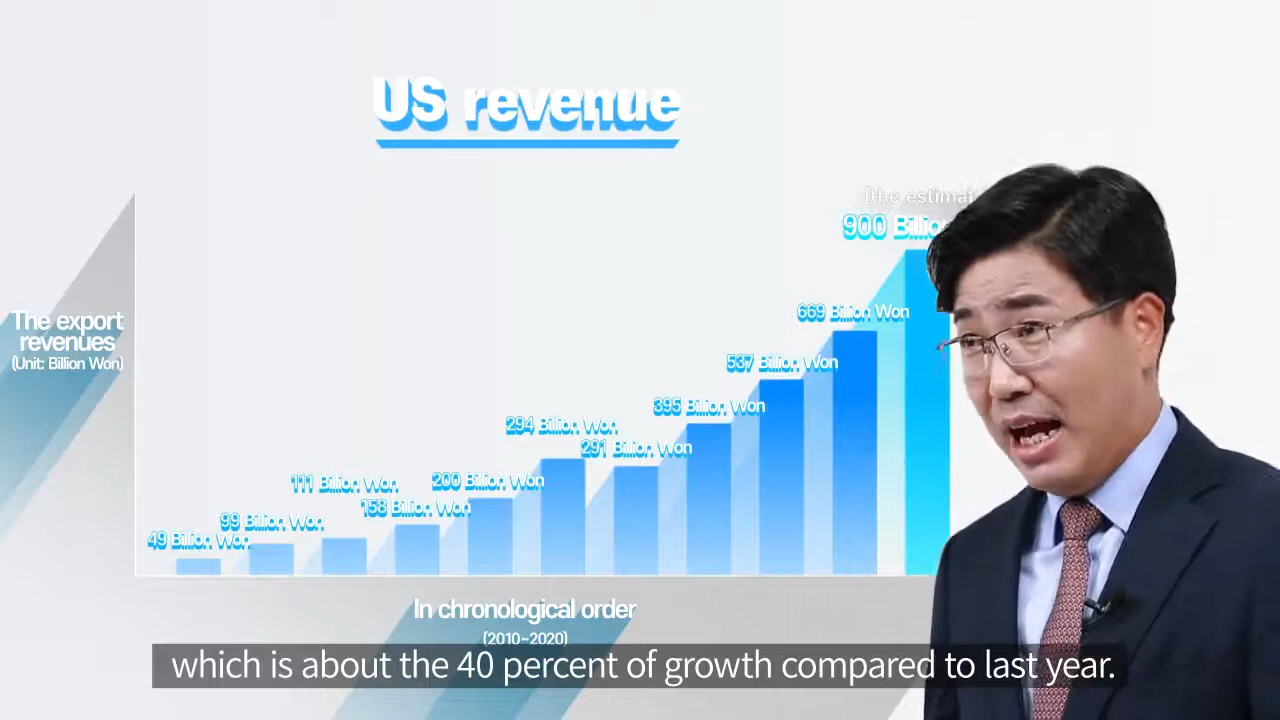 US revenue
[the estimat
900 Billio
669 Billion Won
537 Billion Won
395 Billion Won
294 Billion Won
291 Billion Won
200 Billion Won
158 Billion Won
111 Billion Won
99 Billion Won
49 Billion Won
The export
revenues
(Unit: Billion Won)
In chronological order
(2010~2020)
which is about the 40 percent of growth compared to last year.